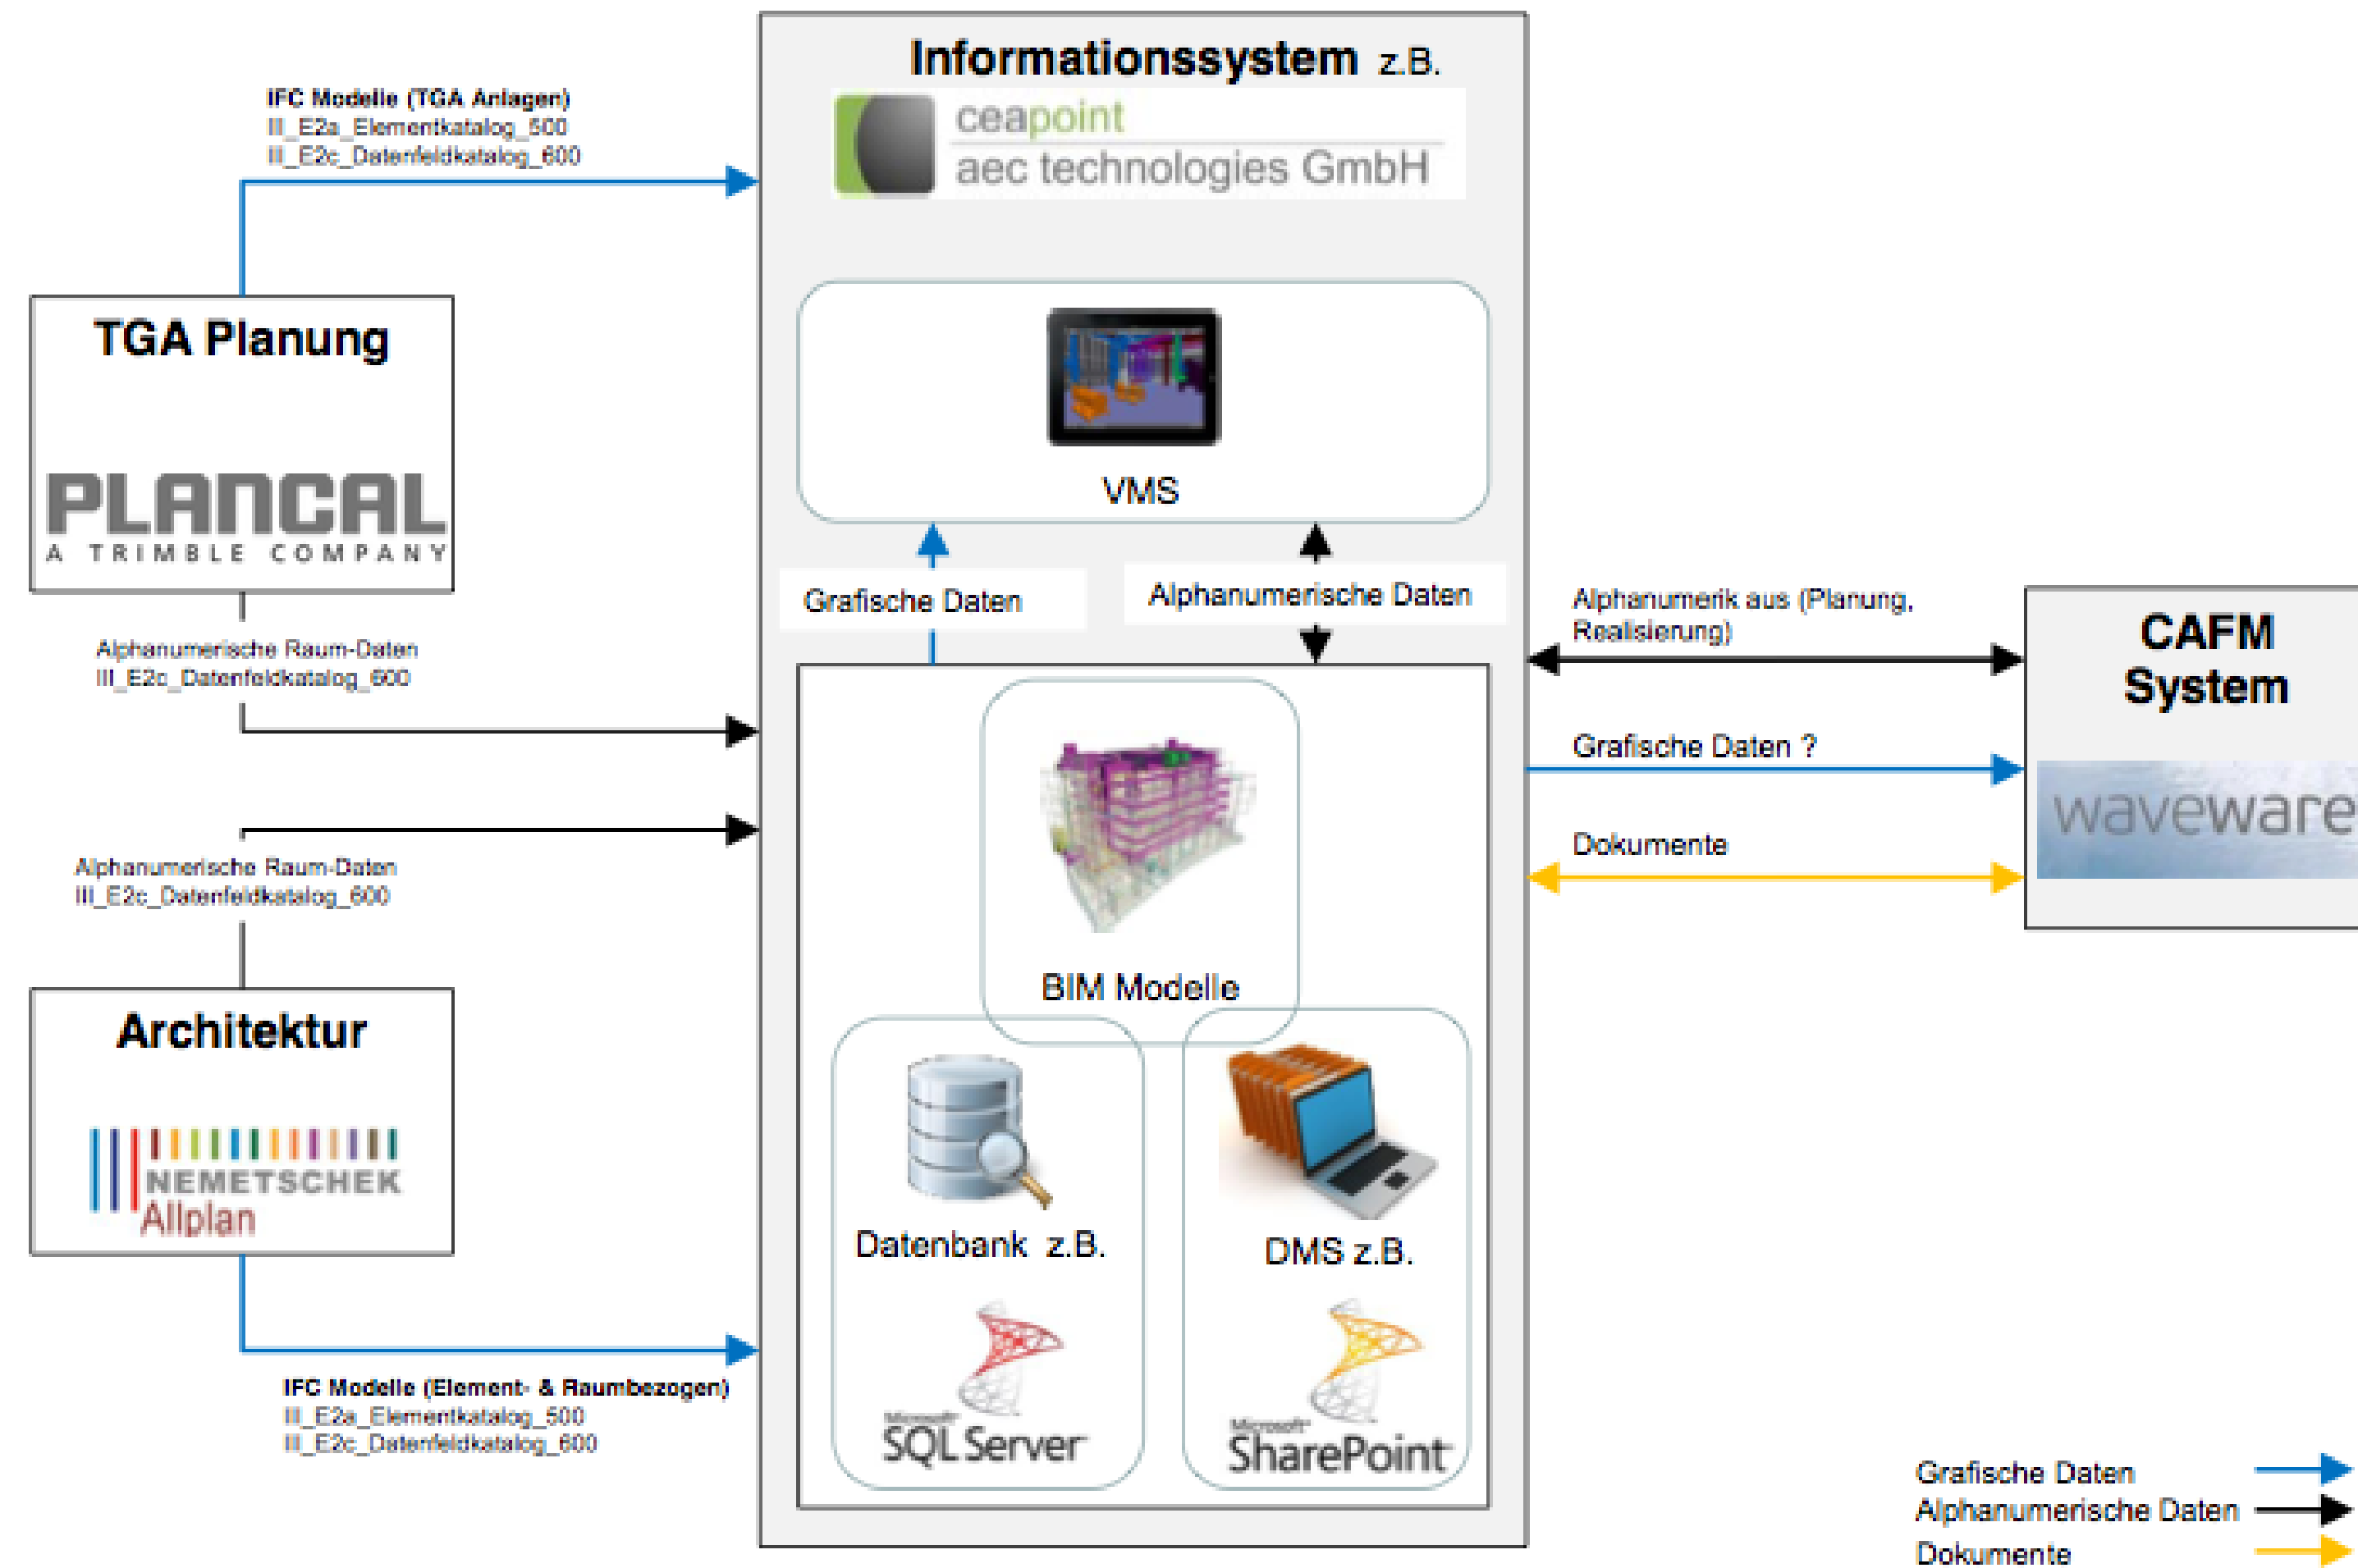 Informationssystem z.B.
ceapoint
aec technologies GmbH
IFC Modelle (TGA Anlagen)
III_E2a_Elementkatalog_500
III_E2c_Datenfeldkatalog_600
TGA Planung
PLANCAL
A TRIMBLE COMPANY
Alphanumerische Raum-Daten
III_E2c_Datenfeldkatalog_600
Alphanumerische Raum-Daten
III_E2c_Datenfeldkatalog_600
Architektur
NEMETSCHEK
Allplan
IFC Modelle (Element- & Raumbezogen)
III_E2a_Elementkatalog_500
III_E2c_Datenfeldkatalog_600
VMS
Grafische Daten
Alphanumerische Daten
BIM Modelle
Datenbank z.B.
Microsoft
SQL Server
DMS z.B.
Microsoft
SharePoint
Alphanumerik aus (Planung,
Realisierung)
Grafische Daten ?
Dokumente
CAFM
System
waveware
Grafische Daten
Alphanumerische Daten
Dokumente